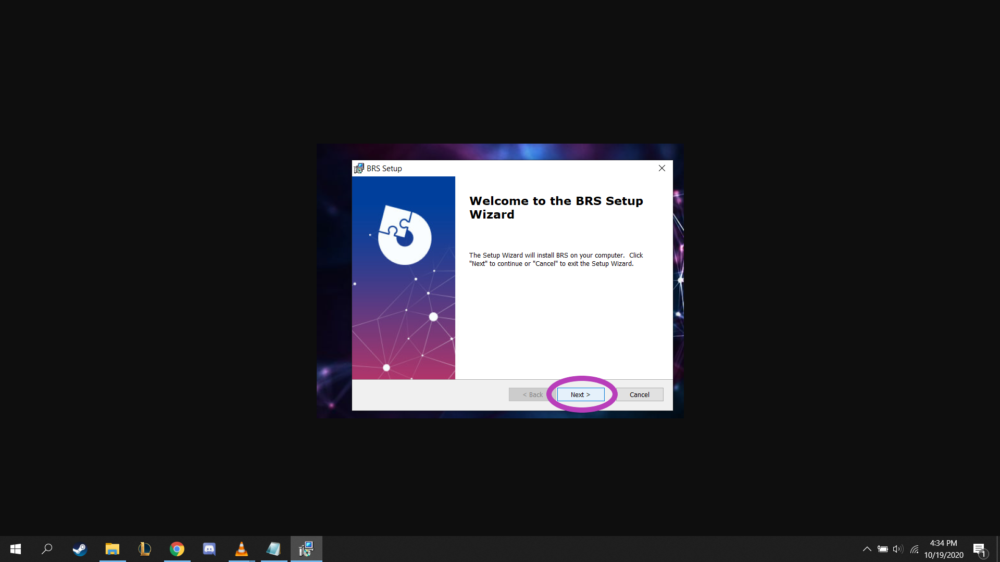 BRS Setup
Welcome to the BRS Setup
Wizard
The Setup Wizard will install BRS on your computer.  Click
"Next" to continue or "Cancel" to exit the Setup Wizard.
< Back
Next >
Cancel
4:34 PM
10/19/2020
1